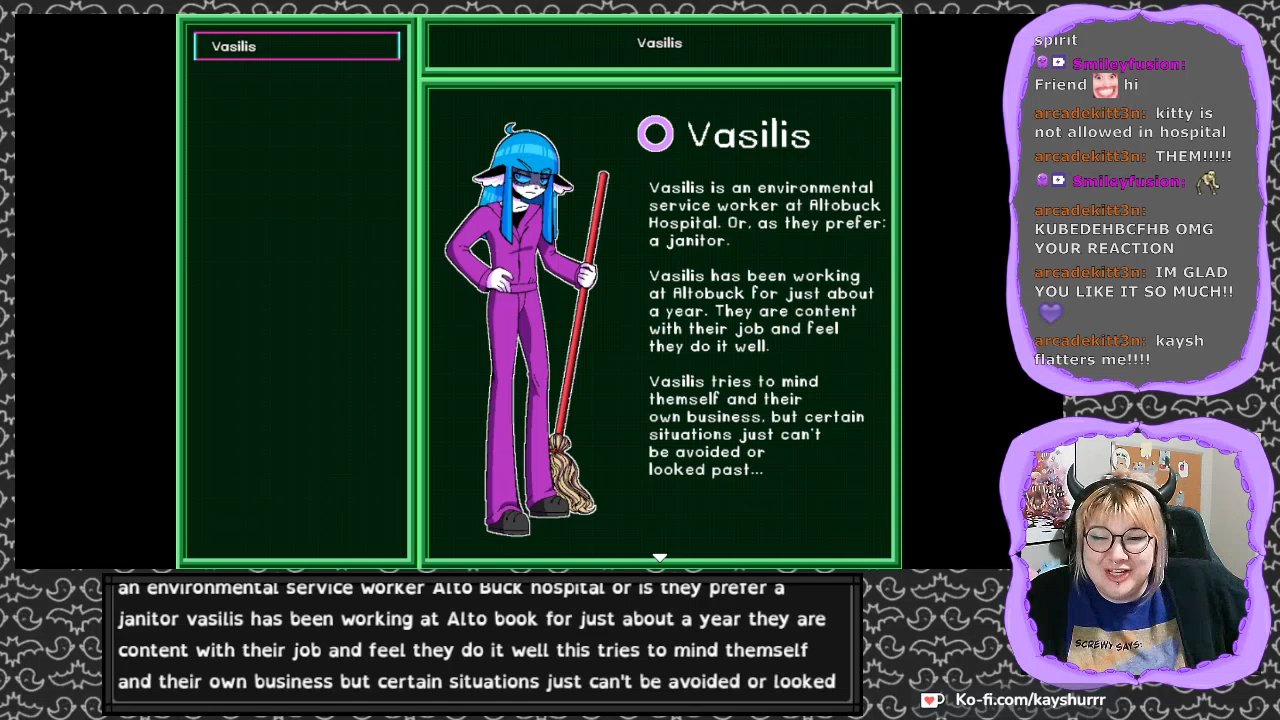 Vasilis
Vasilis
Vasilis
Vasilis is an environmental
service worker at Altobuck
Hospital. Or, as they prefer:
a janitor.
Vasilis has been working
at Altobuck for just about
a year. They are content
with their job and feel
they do it well.
Vasilis tries to mind
themself and their
own business, but certain
situations just can't
be avoided or
looked past...
an environmental service worker Alto Buck hospital or is they prefer a
janitor vasilis has been working at Alto book for just about a year they are
content with their job and feel they do it well this tries to mind themself
and their own business but certain situations just can't be avoided or looked
spirit
Smileyfusion:
Friend hi
arcadekitt3n: kitty is
not allowed in hospital
arcadekitt3n: THEM!!!!!
Smileyfusion:
arcadekitt3n:
KUBEDEHBCFHB OMG
YOUR REACTION
arcadekitt3n: IM GLAD
YOU LIKE IT SO MUCH!!
arcadekitt3n: kaysh
flatters me!!!!
SCREWY SAYS:
Ko-fi.com/kayshurrr